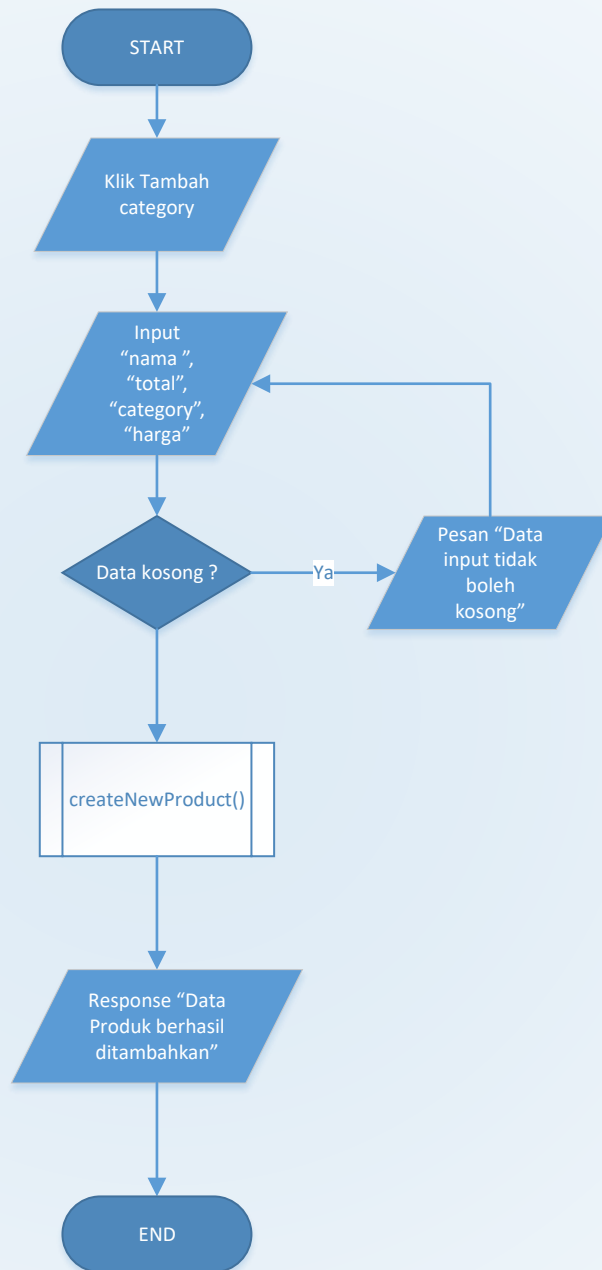 START
Klik Tambah
category
Input
“nama ”,
“total”,
“category”,
“harga”
Data kosong ?
Ya
Pesan “Data
input tidak
boleh
kosong”
createNewProduct()
Response “Data
Produk berhasil
ditambahkan”
END